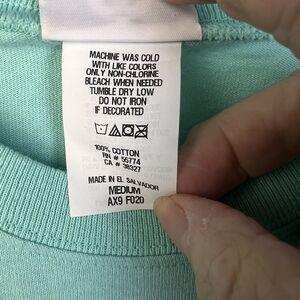 MACHINE WAS COLD
WITH LIKE COLORS
ONLY NON-CHLORINE
BLEACH WHEN NEEDED
TUMBLE DRY LOW
DO NOT IRON
IF DECORATED
100% COTTON
RN # 55774
CA # 38327
MADE IN EL SALVADOR
MEDIUM
AX9 F020